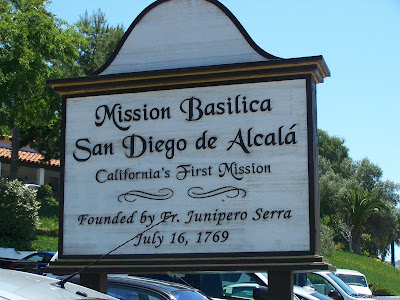 Mission Basilica
San Diego de Alcalá
California's First Mission
Founded by Fr. Junipero Serra
July 16, 1769